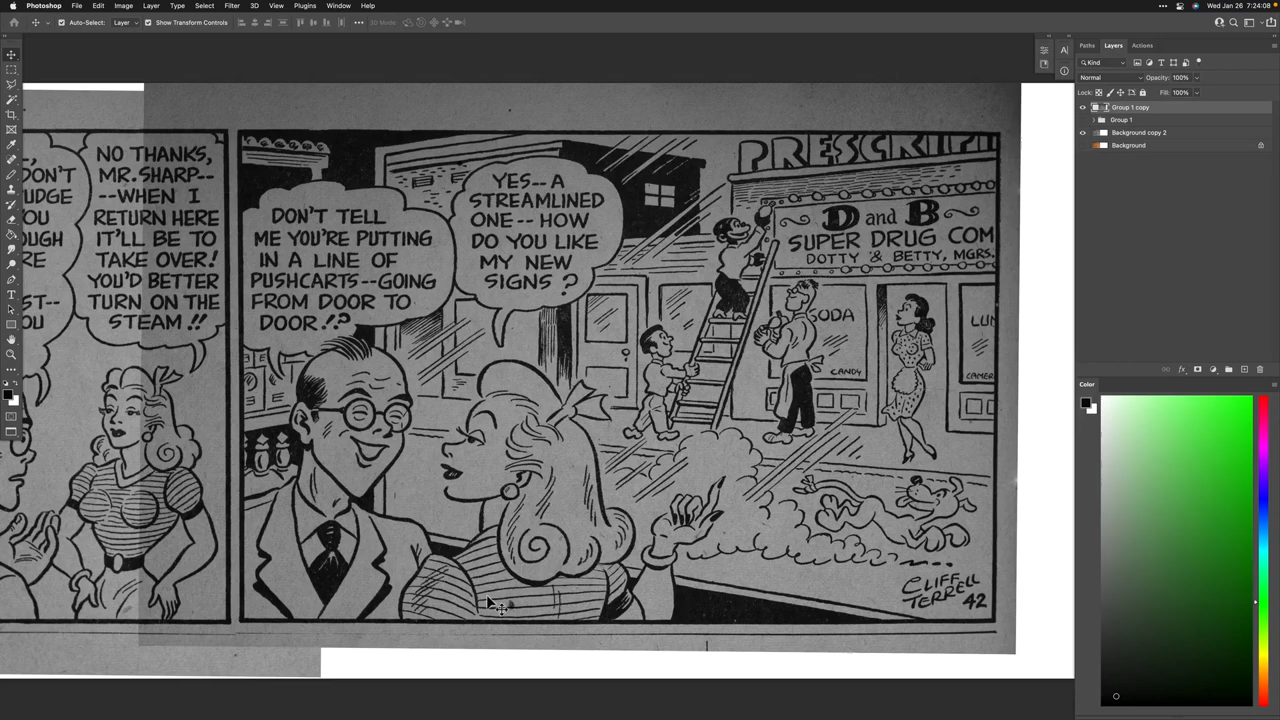 Photoshop File Edit Image Layer Type Select Filter 3D View Plugins Window Help
Wed Jan 26 7:24:08
Auto-Select: Layer Show Transform Controls 3D Mode:
Paths Layers Actions
Kind
Normal Opacity: 100%
Lock: Fill: 100%
Group 1 copy
Group 1
Background copy 2
Background
Color
DON'T
OU
RE
ST--
OU
NO THANKS,
MR. SHARP--
--WHEN I
RETURN HERE
IT'LL BE TO
TAKE OVER!
YOU'D BETTER
TURN ON THE
STEAM!!
DON'T TELL
ME YOU'RE PUTTING
IN A LINE OF
PUSHCARTS--GOING
FROM DOOR TO
DOOR!?
YES--A
STREAMLINED
ONE--HOW
DO YOU LIKE
MY NEW
SIGNS?
PRESCRIPTI
D and B
SUPER DRUG COM
DOTTY & BETTY, MGRS.
SODA
CANDY
LUN
CAMER
CLIFF
TERRELL
42